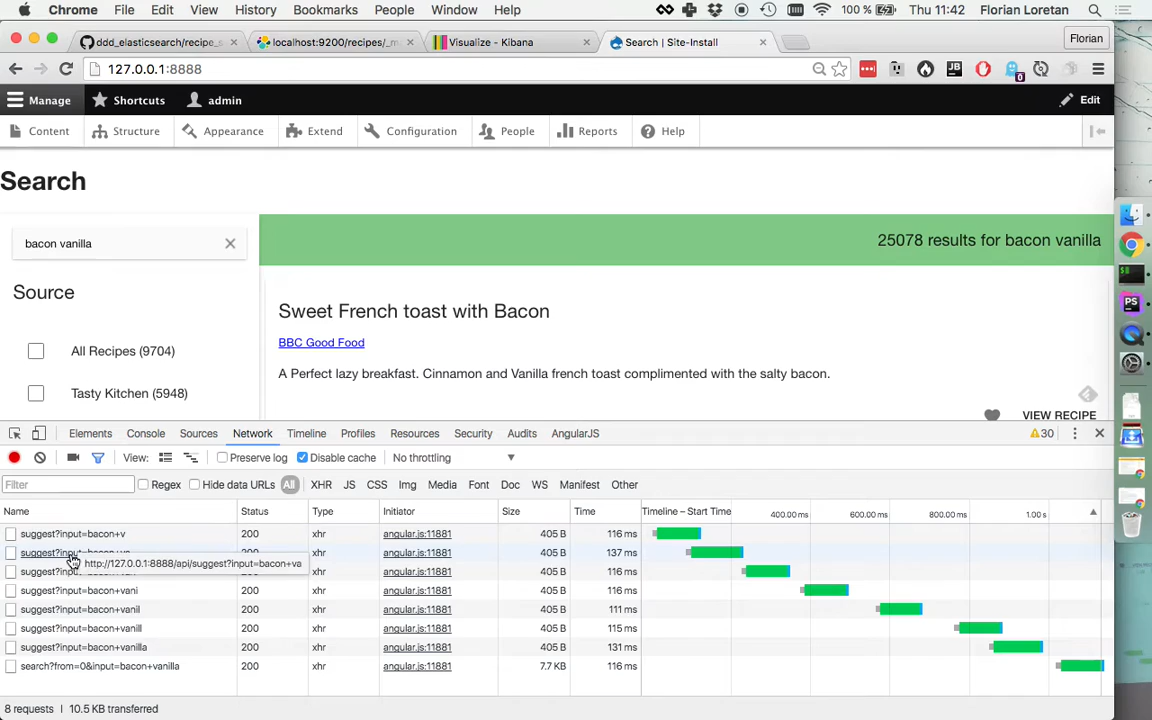 Chrome File Edit View History Bookmarks People Window Help 100 % Thu 11:42 Florian Loretan
ddd_elasticsearch/recipe_s × localhost:9200/recipes/_m × Visualize - Kibana × Search | Site-Install × Florian
127.0.0.1:8888
Manage Shortcuts admin Edit
Content Structure Appearance Extend Configuration People Reports Help
Search
bacon vanilla
25078 results for bacon vanilla
Source
Sweet French toast with Bacon
BBC Good Food
All Recipes (9704)
A Perfect lazy breakfast. Cinnamon and Vanilla french toast complimented with the salty bacon.
Tasty Kitchen (5948)
VIEW RECIPE
Elements Console Sources Network Timeline Profiles Resources Security Audits AngularJS 30
View: Preserve log Disable cache No throttling
Filter Regex Hide data URLs All XHR JS CSS Img Media Font Doc WS Manifest Other
Name Status Type Initiator Size Time Timeline – Start Time 400.00 ms 600.00 ms 800.00 ms 1.00 s
suggest?input=bacon+v 200 xhr angular.js:11881 405 B 116 ms
suggest?input=bacon+va 200 xhr angular.js:11881 405 B 137 ms
http://127.0.0.1:8888/api/suggest?input=bacon+va
200 xhr angular.js:11881 405 B 116 ms
suggest?input=bacon+vani 200 xhr angular.js:11881 405 B 116 ms
suggest?input=bacon+vanil 200 xhr angular.js:11881 405 B 111 ms
suggest?input=bacon+vanill 200 xhr angular.js:11881 405 B 115 ms
suggest?input=bacon+vanilla 200 xhr angular.js:11881 405 B 131 ms
search?from=0&input=bacon+vanilla 200 xhr angular.js:11881 7.7 KB 116 ms
8 requests | 10.5 KB transferred